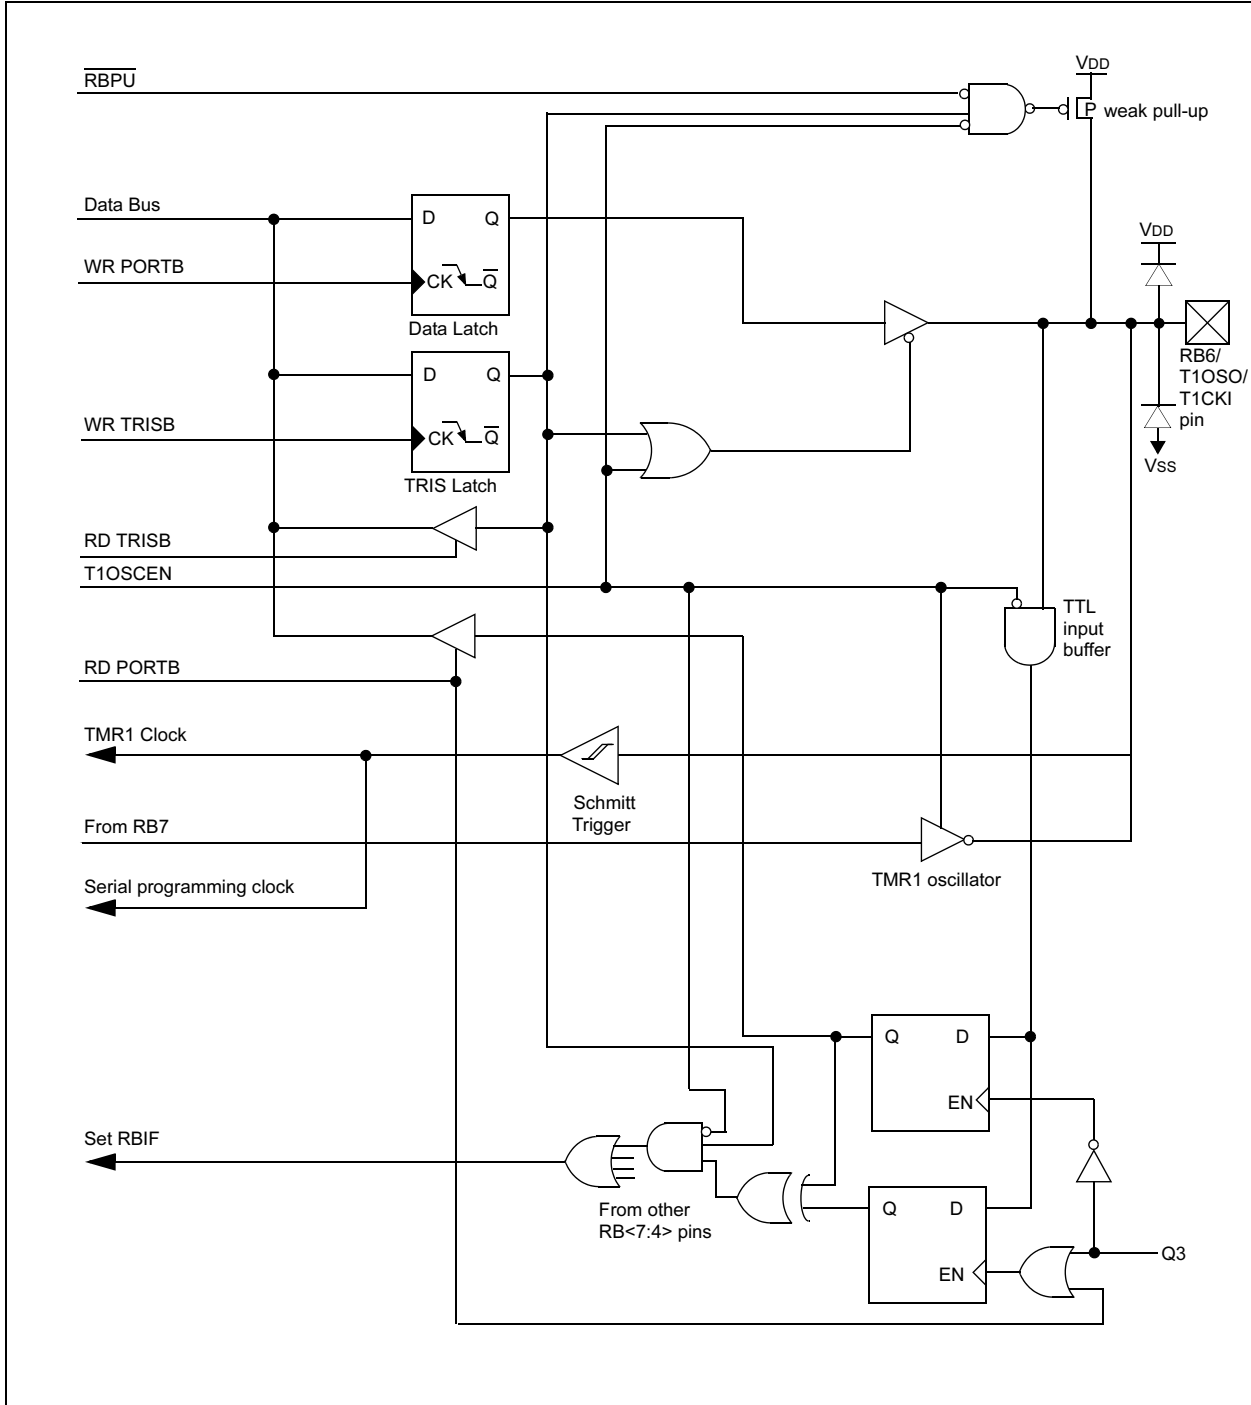 RBPU
VDD
P weak pull-up
Data Bus
D Q
VDD
WR PORTB
CK Q
Data Latch
RB6/
T1OSO/
T1CKI
pin
D Q
WR TRISB
CK Q
VSS
TRIS Latch
RD TRISB
T1OSCEN
TTL
input
buffer
RD PORTB
TMR1 Clock
Schmitt
Trigger
From RB7
TMR1 oscillator
Serial programming clock
Q D
EN
Set RBIF
From other
RB<7:4> pins
Q D
EN
Q3